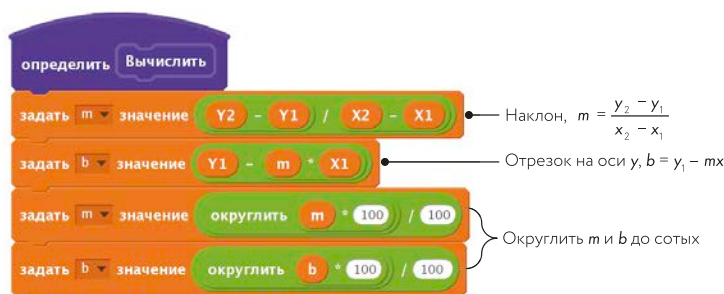 определить Вычислить
задать m значение Y2 - Y1 / X2 - X1
Наклон, m = (y₂ – y₁) / (x₂ – x₁)
задать b значение Y1 - m * X1
Отрезок на оси y, b = y₁ – mx
задать m значение округлить m * 100 / 100
Округлить m и b до сотых
задать b значение округлить b * 100 / 100